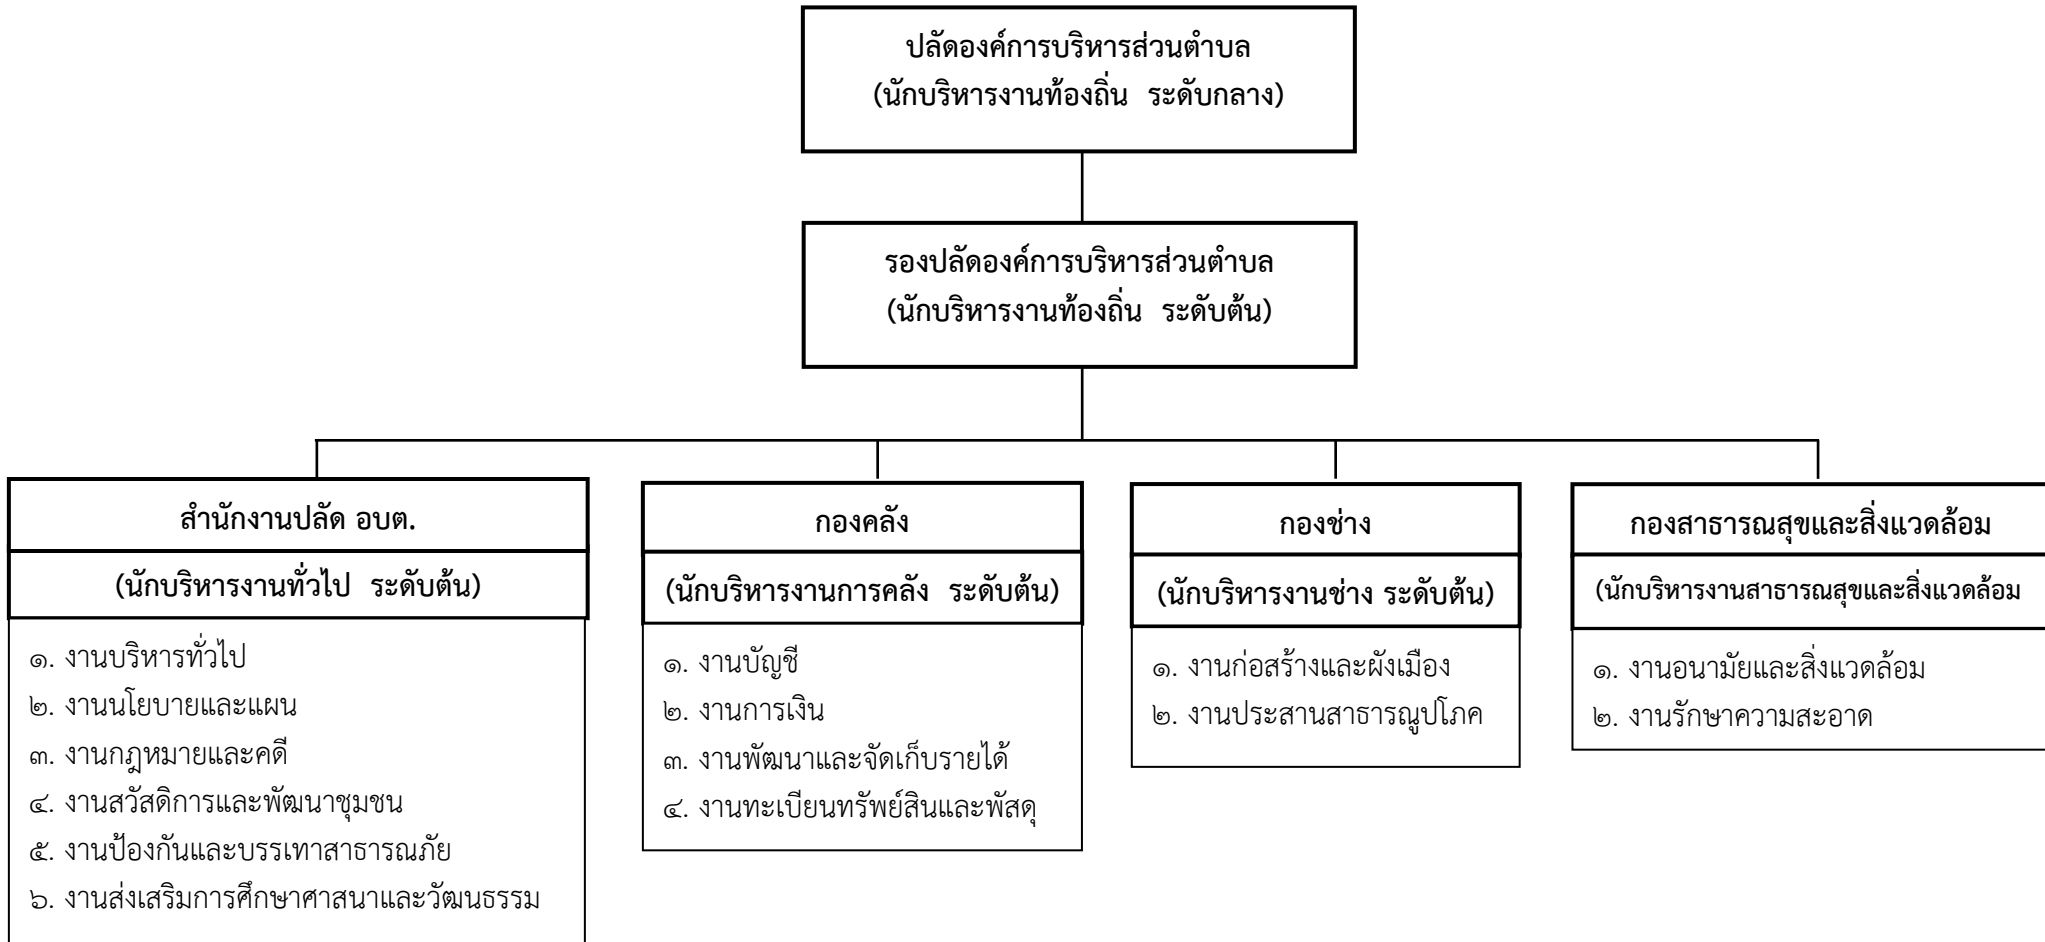 ปลัดองค์การบริหารส่วนตำบล
(นักบริหารงานท้องถิ่น ระดับกลาง)
รองปลัดองค์การบริหารส่วนตำบล
(นักบริหารงานท้องถิ่น ระดับต้น)
สำนักงานปลัด อบต.
(นักบริหารงานทั่วไป ระดับต้น)
๑. งานบริหารทั่วไป
๒. งานนโยบายและแผน
๓. งานกฎหมายและคดี
๔. งานสวัสดิการและพัฒนาชุมชน
๕. งานป้องกันและบรรเทาสาธารณภัย
๖. งานส่งเสริมการศึกษาศาสนาและวัฒนธรรม
กองคลัง
(นักบริหารงานการคลัง ระดับต้น)
๑. งานบัญชี
๒. งานการเงิน
๓. งานพัฒนาและจัดเก็บรายได้
๔. งานทะเบียนทรัพย์สินและพัสดุ
กองช่าง
(นักบริหารงานช่าง ระดับต้น)
๑. งานก่อสร้างและผังเมือง
๒. งานประสานสาธารณูปโภค
กองสาธารณสุขและสิ่งแวดล้อม
(นักบริหารงานสาธารณสุขและสิ่งแวดล้อม
๑. งานอนามัยและสิ่งแวดล้อม
๒. งานรักษาความสะอาด